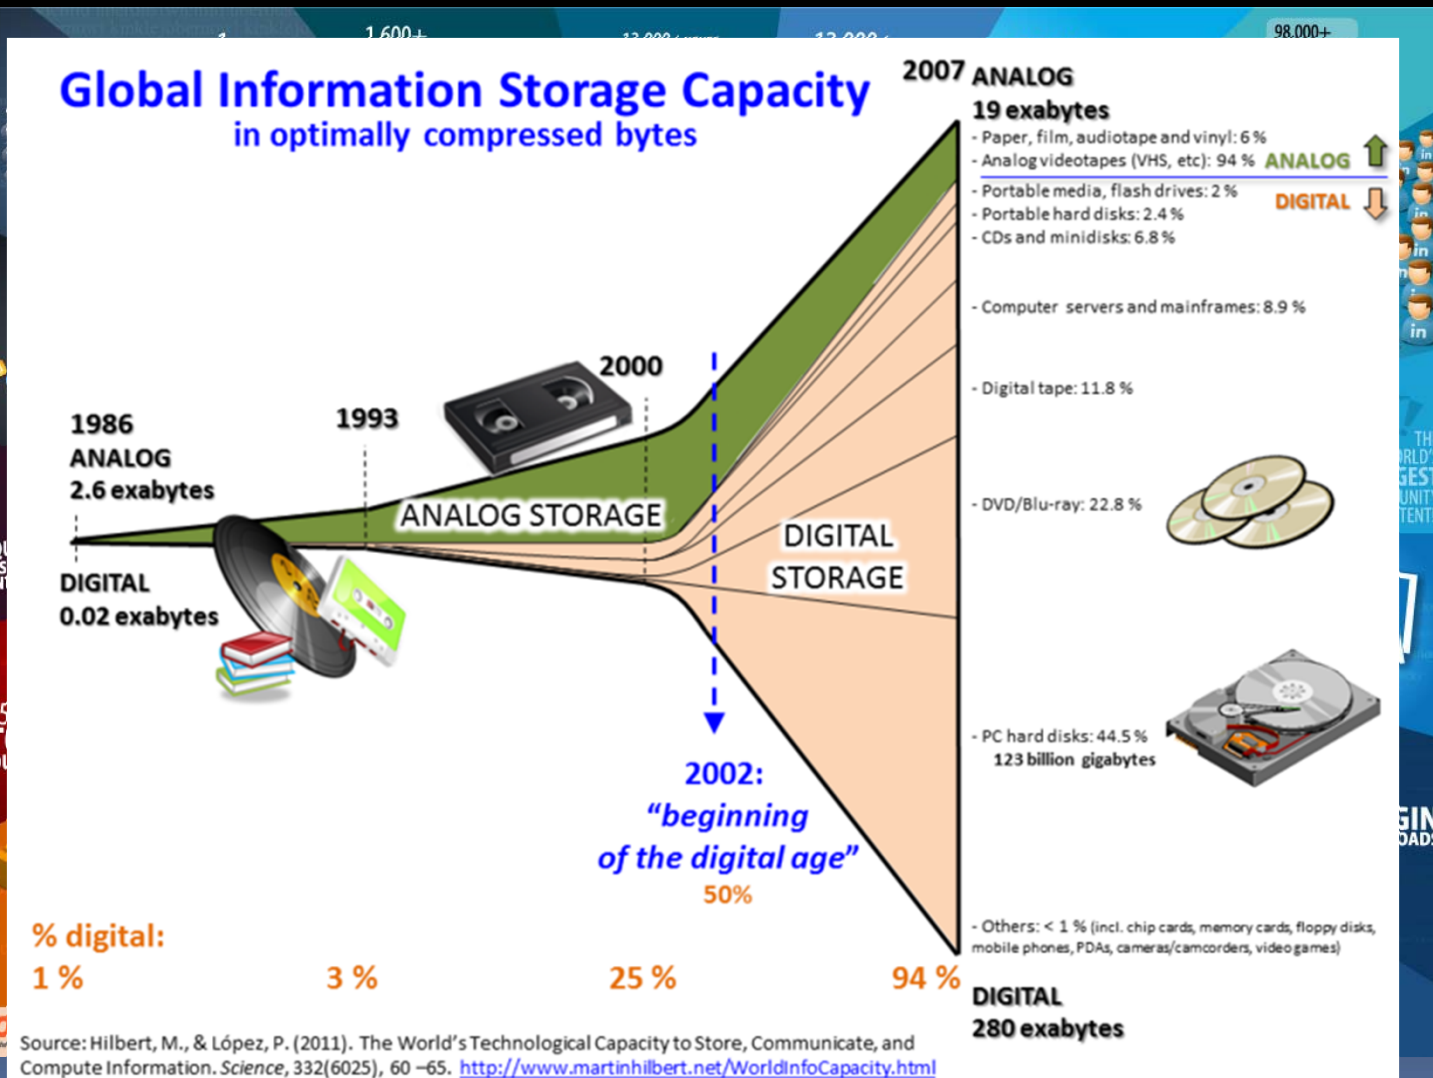 1,600+
98,000+
Global Information Storage Capacity
in optimally compressed bytes
2007
ANALOG
19 exabytes
- Paper, film, audiotape and vinyl: 6 %
- Analog videotapes (VHS, etc): 94 %
ANALOG
- Portable media, flash drives: 2 %
DIGITAL
- Portable hard disks: 2.4 %
- CDs and minidisks: 6.8 %
- Computer servers and mainframes: 8.9 %
2000
- Digital tape: 11.8 %
1993
1986
ANALOG
2.6 exabytes
ANALOG STORAGE
- DVD/Blu-ray: 22.8 %
DIGITAL
STORAGE
DIGITAL
0.02 exabytes
- PC hard disks: 44.5 %
123 billion gigabytes
2002:
“beginning
of the digital age”
50%
- Others: < 1 % (incl. chip cards, memory cards, floppy disks,
mobile phones, PDAs, cameras/camcorders, video games)
% digital:
1 %
3 %
25 %
94 %
DIGITAL
280 exabytes
Source: Hilbert, M., & López, P. (2011). The World’s Technological Capacity to Store, Communicate, and
Compute Information. Science, 332(6025), 60 –65. http://www.martinhilbert.net/WorldInfoCapacity.html
in
in
in
in